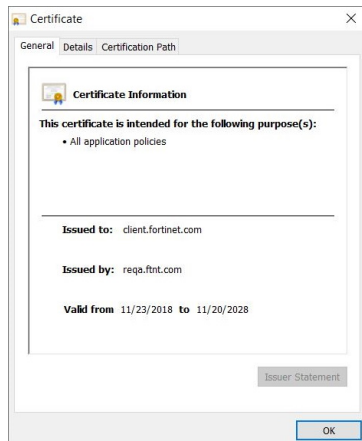 Certificate
General Details Certification Path
Certificate Information
This certificate is intended for the following purpose(s):
• All application policies
Issued to: client.fortinet.com
Issued by: reqa.ftnt.com
Valid from 11/23/2018 to 11/20/2028
Issuer Statement
OK